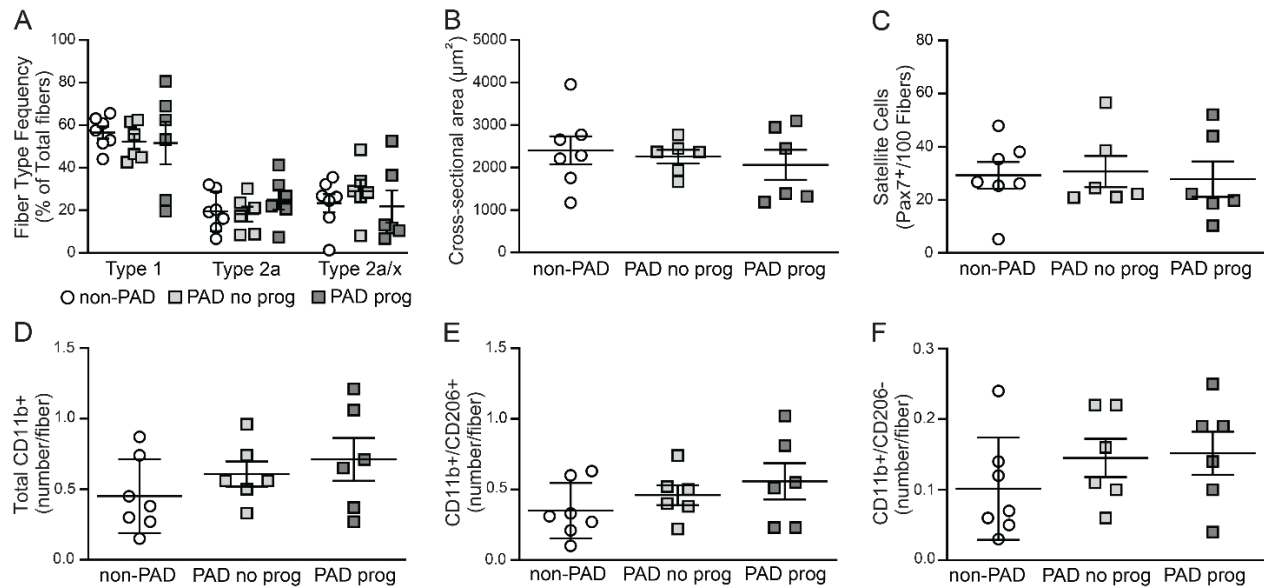 A
Fiber Type Fequency
(% of Total fibers)
100
80
60
40
20
0
Type 1 Type 2a Type 2a/x
non-PAD PAD no prog PAD prog
B
Cross-sectional area (µm²)
5000
4000
3000
2000
1000
0
non-PAD PAD no prog PAD prog
C
Satellite Cells
(Pax7⁺/100 Fibers)
80
60
40
20
0
non-PAD PAD no prog PAD prog
D
Total CD11b+
(number/fiber)
1.5
1.0
0.5
0.0
non-PAD PAD no prog PAD prog
E
CD11b+/CD206+
(number/fiber)
1.5
1.0
0.5
0.0
non-PAD PAD no prog PAD prog
F
CD11b+/CD206-
(number/fiber)
0.3
0.2
0.1
0.0
non-PAD PAD no prog PAD prog